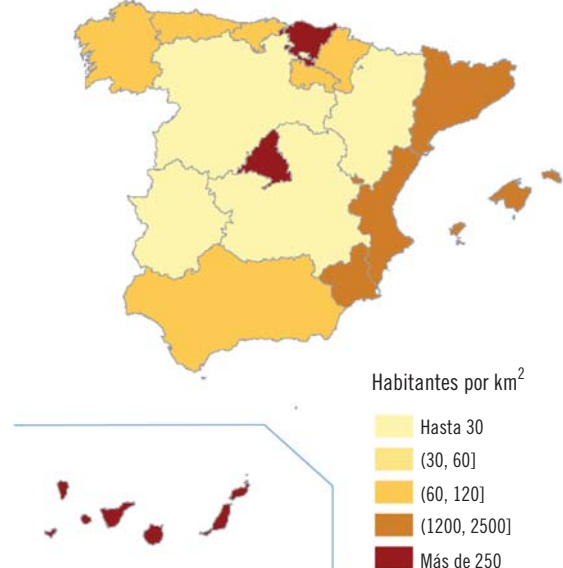 Habitantes por km²
Hasta 30
(30, 60]
(60, 120]
(1200, 2500]
Más de 250